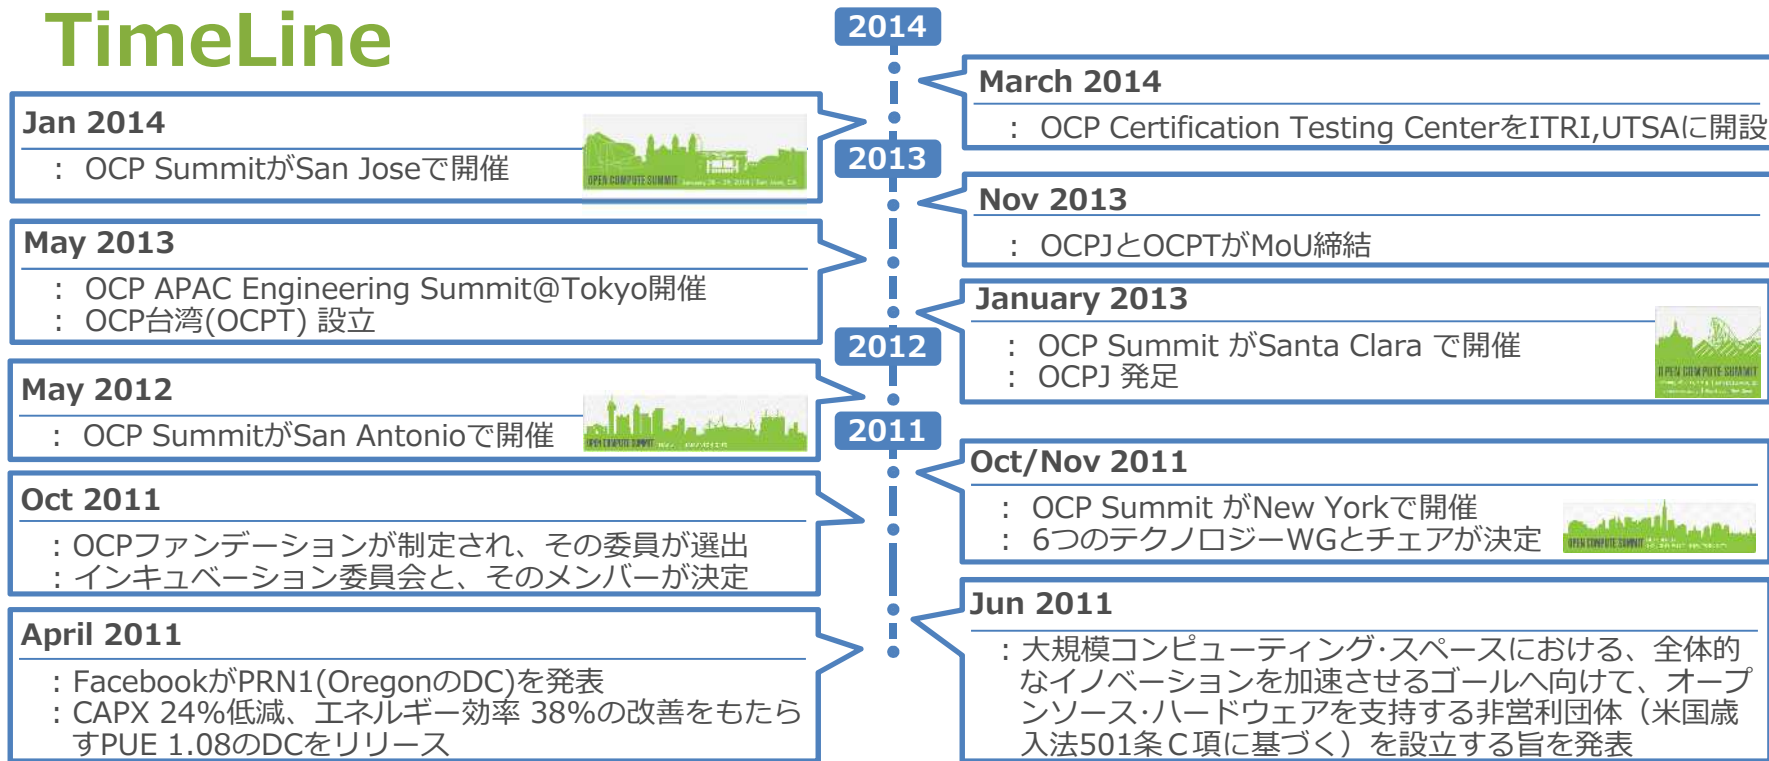 TimeLine
2014
March 2014
: OCP Certification Testing CenterをITRI,UTSAに開設
Jan 2014
: OCP SummitがSan Joseで開催
OPEN COMPUTE SUMMIT
2013
Nov 2013
: OCPJとOCPTがMoU締結
May 2013
: OCP APAC Engineering Summit@Tokyo開催
: OCP台湾(OCPT) 設立
January 2013
: OCP Summit がSanta Clara で開催
: OCPJ 発足
OPEN COMPUTE SUMMIT
2012
May 2012
: OCP SummitがSan Antonioで開催
OPEN COMPUTE SUMMIT
2011
Oct/Nov 2011
: OCP Summit がNew Yorkで開催
: 6つのテクノロジーWGとチェアが決定
OPEN COMPUTE SUMMIT
Oct 2011
: OCPファンデーションが制定され、その委員が選出
: インキュベーション委員会と、そのメンバーが決定
Jun 2011
: 大規模コンピューティング･スペースにおける、全体的
なイノベーションを加速させるゴールへ向けて、オープ
ンソース･ハードウェアを支持する非営利団体（米国歳
入法501条Ｃ項に基づく）を設立する旨を発表
April 2011
: FacebookがPRN1(OregonのDC)を発表
: CAPX 24%低減、エネルギー効率 38%の改善をもたら
すPUE 1.08のDCをリリース